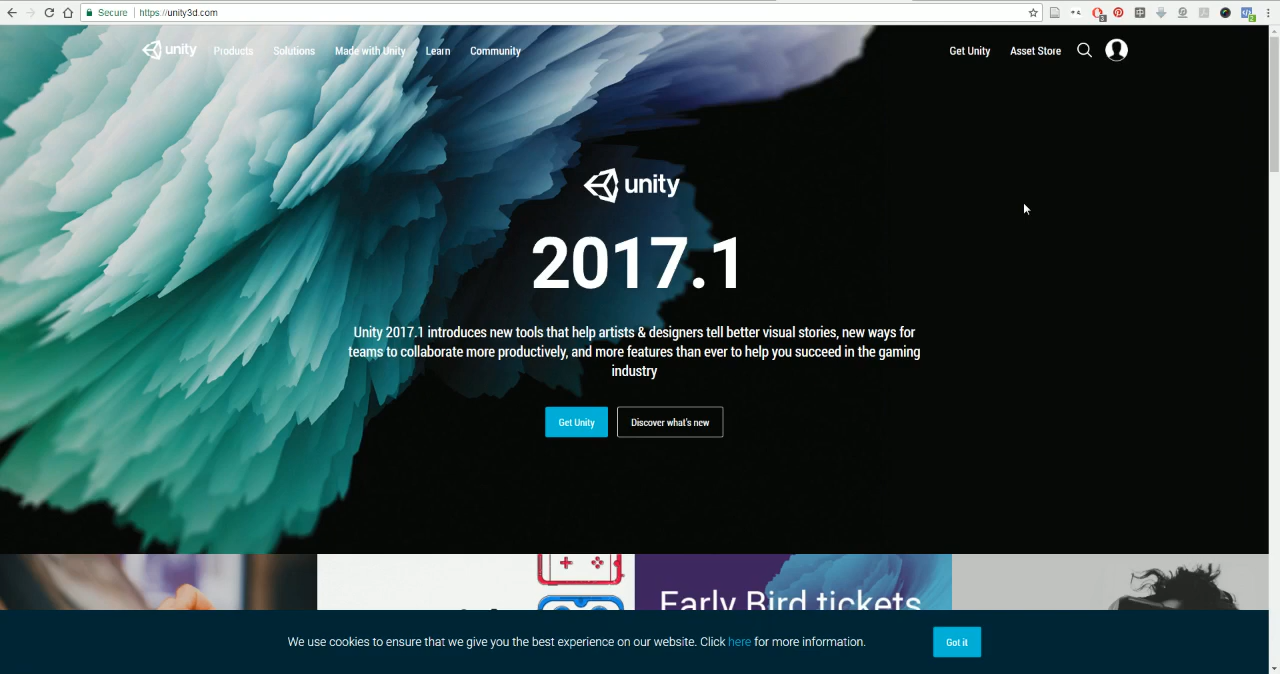 Secure https://unity3d.com
unity Products Solutions Made with Unity Learn Community Get Unity Asset Store
unity
2017.1
Unity 2017.1 introduces new tools that help artists & designers tell better visual stories, new ways for
teams to collaborate more productively, and more features than ever to help you succeed in the gaming
industry
Get Unity Discover what's new
Early Bird tickets
We use cookies to ensure that we give you the best experience on our website. Click here for more information. Got it